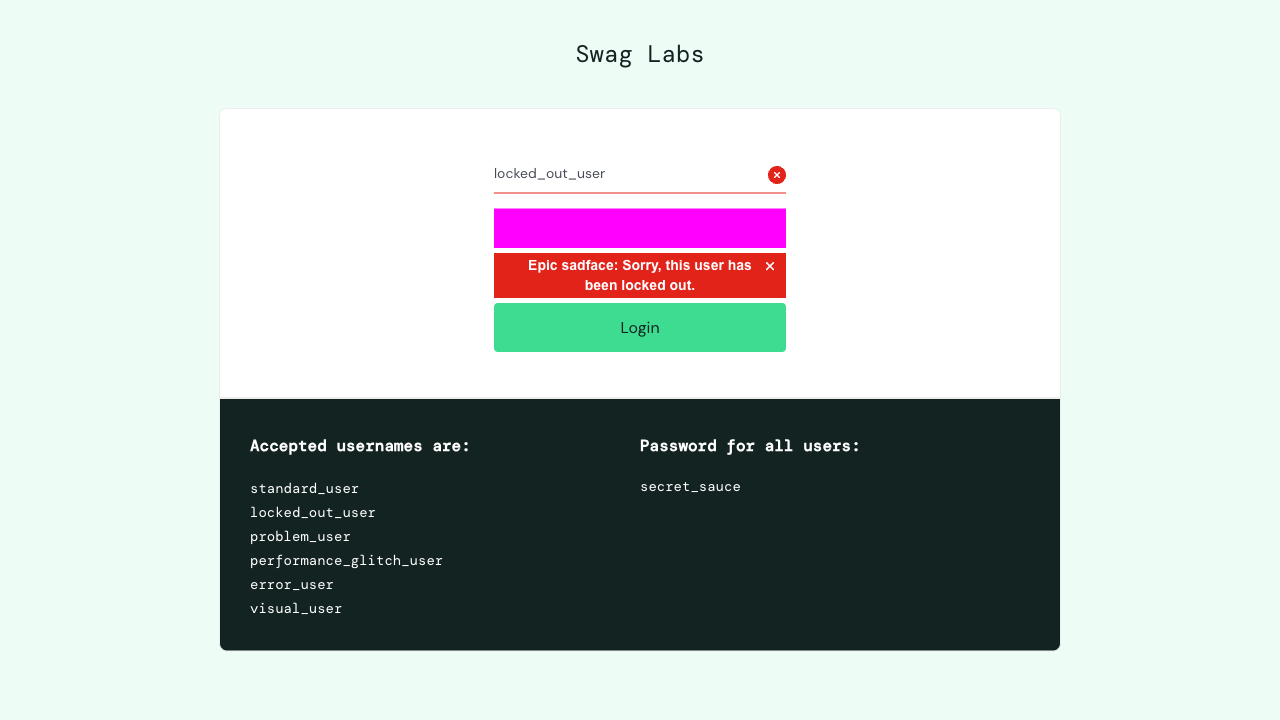 Swag Labs
locked_out_user
Epic sadface: Sorry, this user has
been locked out.
Login
Accepted usernames are:
standard_user
locked_out_user
problem_user
performance_glitch_user
error_user
visual_user
Password for all users:
secret_sauce